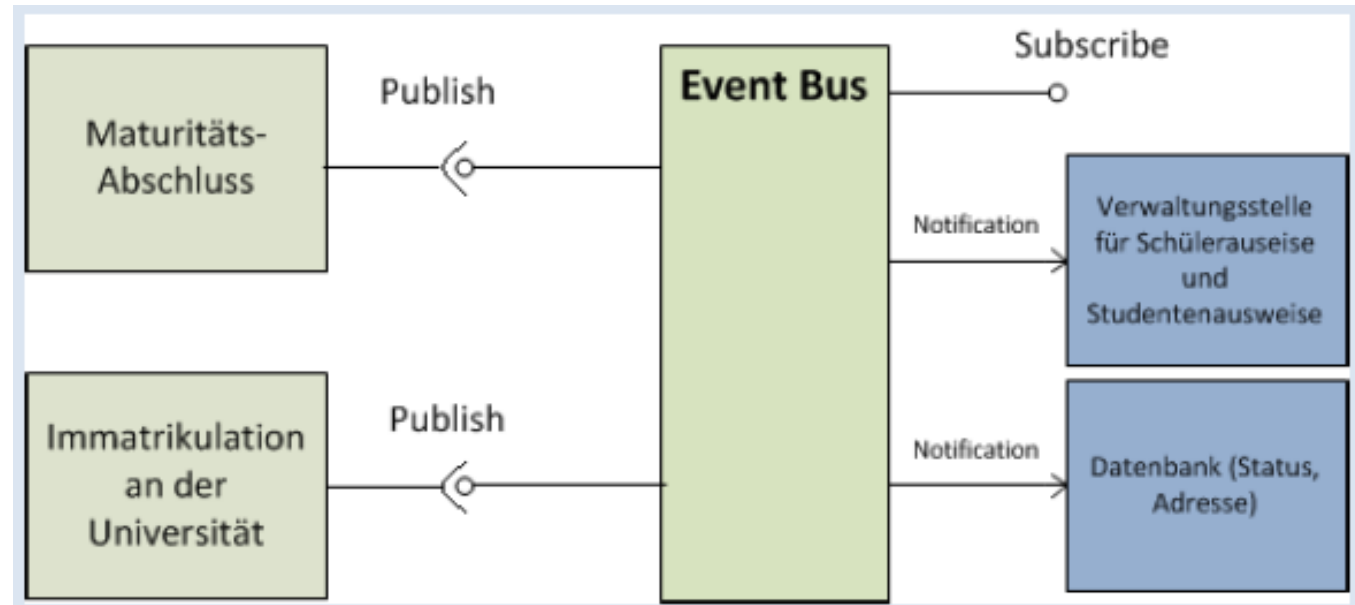 Maturitäts-
Abschluss
Publish
Event Bus
Subscribe
Notification
Verwaltungsstelle
für Schülerauseise
und
Studentenausweise
Immatrikulation
an der
Universität
Publish
Notification
Datenbank (Status,
Adresse)